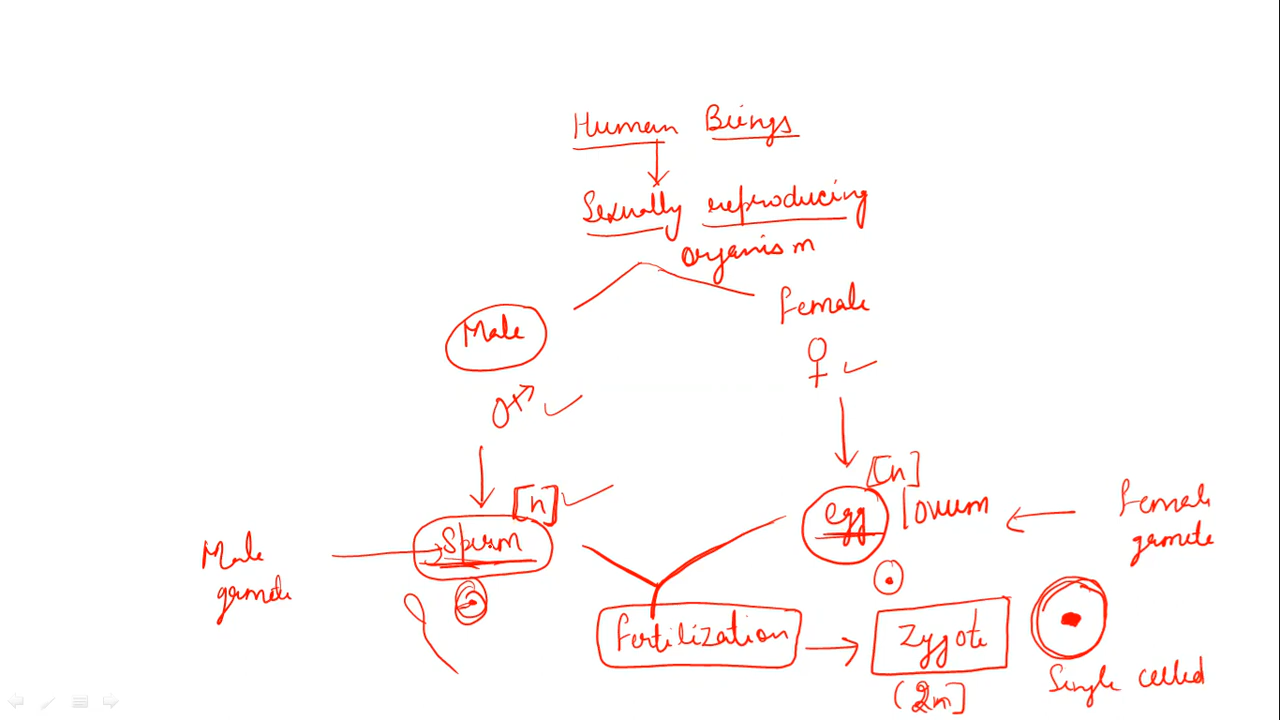 Human Beings
Sexually reproducing
organism
Male
Female
♀
[n]
[n]
Sperm
egg / ovum
Female
gamete
Male
gamete
Fertilization
Zygote
(2n]
Single celled